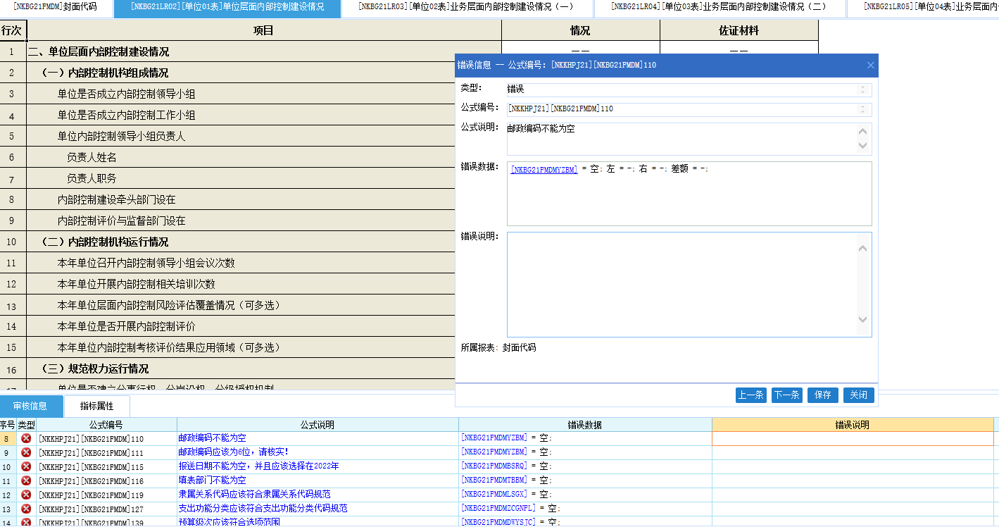 [NKBG21FMDM]封面代码 [NKBG21LR02][单位01表]单位层面内部控制建设情况 [NKBG21LR03][单位02表]业务层面内部控制建设情况（一） [NKBG21LR04][单位03表]业务层面内部控制建设情况（二） [NKBG21LR05][单位04表]业务层面内
行次 项目 情况 佐证材料
1 二、单位层面内部控制建设情况 —— ——
2 （一）内部控制机构组成情况
3 单位是否成立内部控制领导小组
4 单位是否成立内部控制工作小组
5 单位内部控制领导小组负责人
6 负责人姓名
7 负责人职务
8 内部控制建设牵头部门设在
9 内部控制评价与监督部门设在
10 （二）内部控制机构运行情况
11 本年单位召开内部控制领导小组会议次数
12 本年单位开展内部控制相关培训次数
13 本年单位层面内部控制风险评估覆盖情况（可多选）
14 本年单位是否开展内部控制评价
15 本年单位内部控制考核评价结果应用领域（可多选）
16 （三）规范权力运行情况
17 单位是否建立分事行权、分岗设权、分级授权机制
错误信息 -- 公式编号: [NKKHPJ21][NKBG21FMDM]110
类型: 错误
公式编号: [NKKHPJ21][NKBG21FMDM]110
公式说明: 邮政编码不能为空
错误数据: [NKBG21FMDMYZBM] = 空; 左 = -; 右 = -; 差额 = -;
错误说明:
所属报表: 封面代码
上一条 下一条 保存 关闭
审核信息 指标属性
序号 类型 公式编号 公式说明 错误数据 错误说明
8 [NKKHPJ21][NKBG21FMDM]110 邮政编码不能为空 [NKBG21FMDMYZBM] = 空;
9 [NKKHPJ21][NKBG21FMDM]111 邮政编码应该为6位，请核实! [NKBG21FMDMYZBM] = 空;
10 [NKKHPJ21][NKBG21FMDM]115 报送日期不能为空，并且应该选择在2022年 [NKBG21FMDMBSRQ] = 空;
11 [NKKHPJ21][NKBG21FMDM]116 填表部门不能为空 [NKBG21FMDMTBBM] = 空;
12 [NKKHPJ21][NKBG21FMDM]119 隶属关系代码应该符合隶属关系代码规范 [NKBG21FMDMLSGX] = 空;
13 [NKKHPJ21][NKBG21FMDM]127 支出功能分类应该符合支出功能分类代码规范 [NKBG21FMDMZCGNFL] = 空;
14 [NKKHPJ21][NKBG21FMDM]139 预算级次应该符合选项范围 [NKBG21FMDMDWYSJC] = 空;